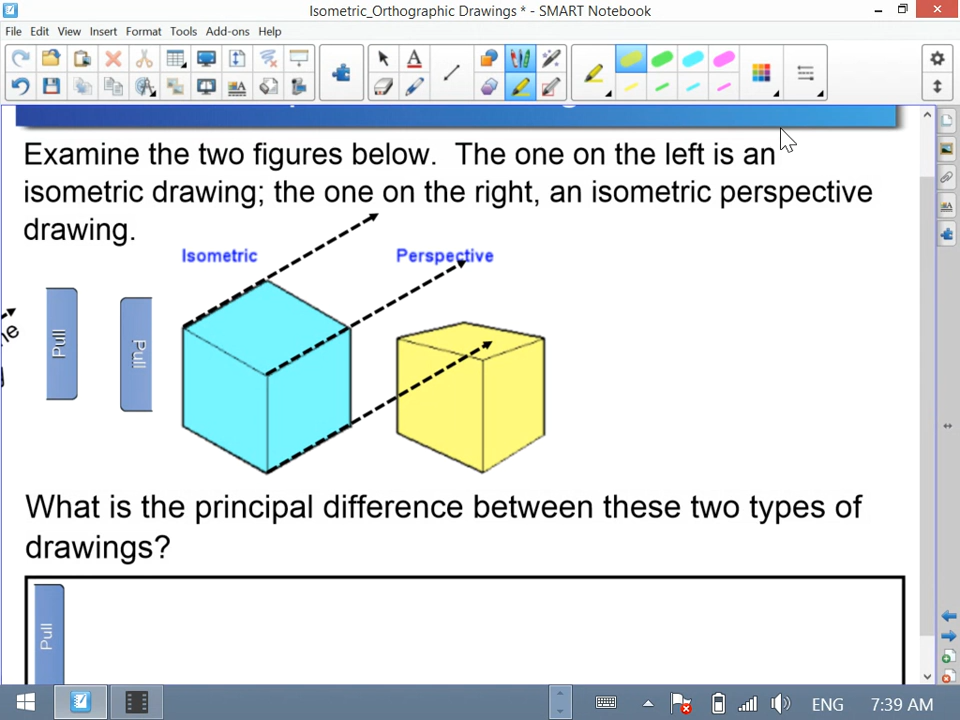 Isometric_Orthographic Drawings * - SMART Notebook
File Edit View Insert Format Tools Add-ons Help
Examine the two figures below. The one on the left is an
isometric drawing; the one on the right, an isometric perspective
drawing.
Isometric
Perspective
Pull
Pull
What is the principal difference between these two types of
drawings?
Pull
ENG
7:39 AM